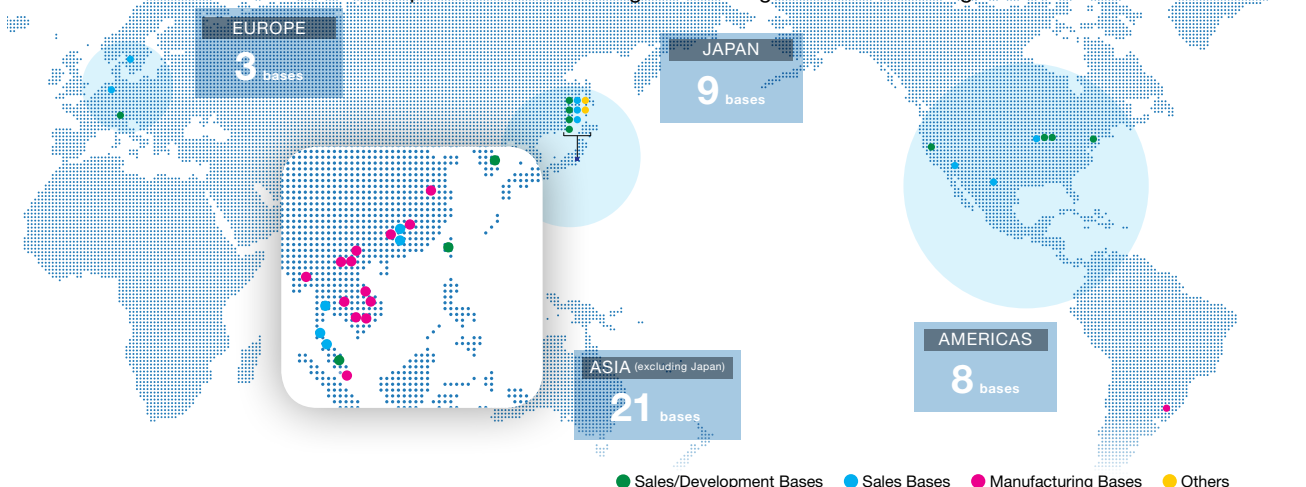 EUROPE
3 bases
JAPAN
9 bases
AMERICAS
8 bases
ASIA (excluding Japan)
21 bases
Sales/Development Bases Sales Bases Manufacturing Bases Others